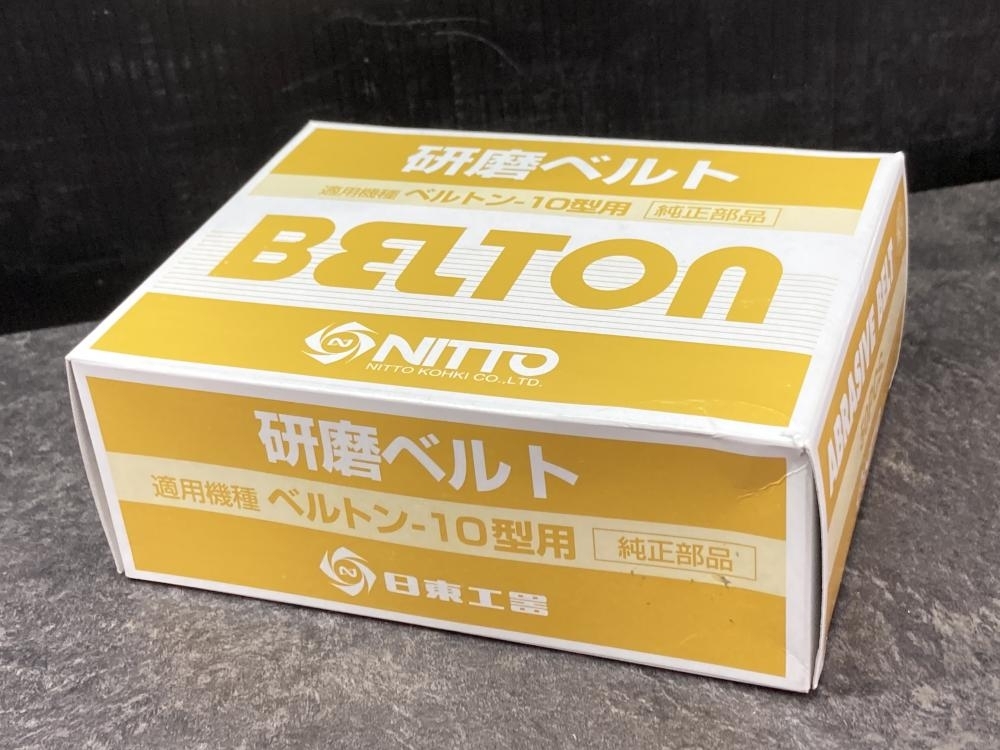 研磨ベルト
適用機種 ベルトン-10型用 純正部品
BELTON
N NITTO
NITTO KOHKI CO.,LTD.
研磨ベルト
適用機種 ベルトン-10型用 純正部品
N 日東工器
ABRASIVE BELT